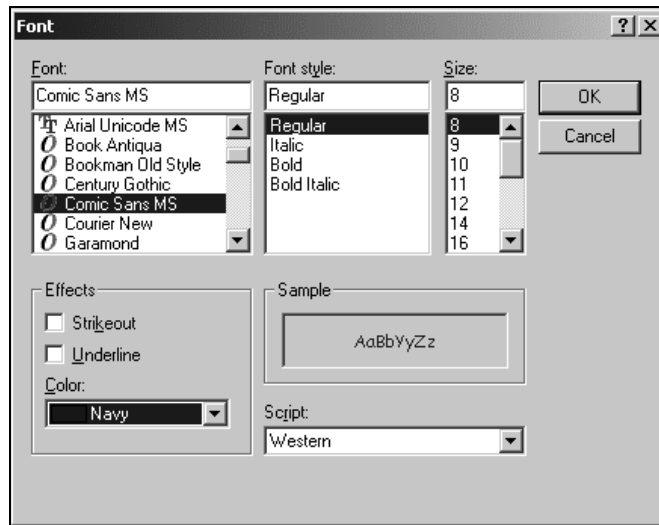 Font
Font:
Comic Sans MS
Arial Unicode MS
Book Antiqua
Bookman Old Style
Century Gothic
Comic Sans MS
Courier New
Garamond
Font style:
Regular
Regular
Italic
Bold
Bold Italic
Size:
8
8
9
10
11
12
14
16
OK
Cancel
Effects
Strikeout
Underline
Color:
Navy
Sample
AaBbYyZz
Script:
Western